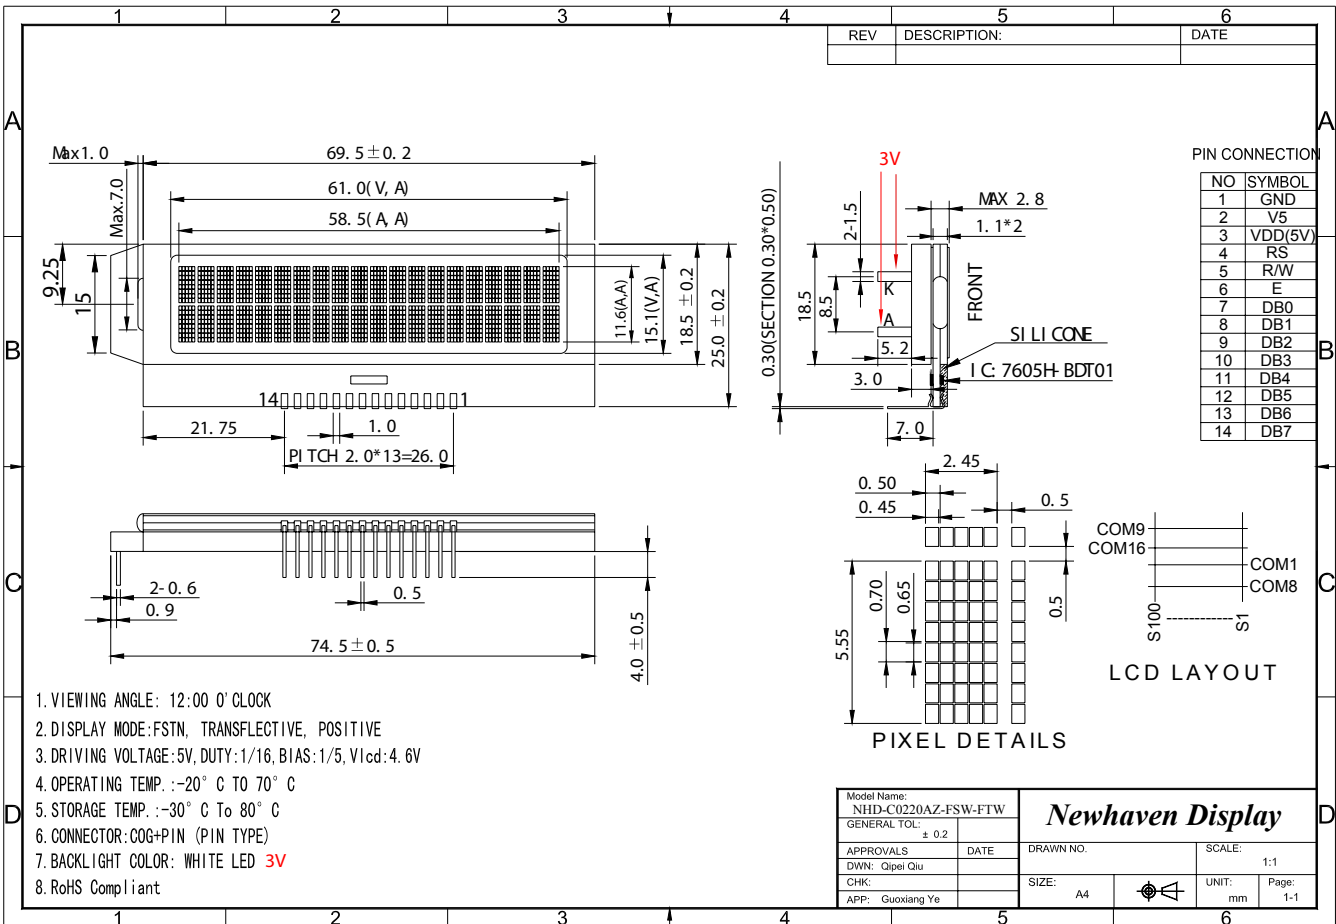 1 2 3 4 5 6
REV DESCRIPTION: DATE
A A
Max1.0
69.5±0.2
61.0(V,A)
58.5(A,A)
Max.7.0
9.25
15
11.6(A,A)
15.1(V,A)
18.5 ±0.2
25.0 ±0.2
14 1
21.75
1.0
PITCH 2.0*13=26.0
0.30(SECTION 0.30*0.50)
3V
2-1.5
MAX 2.8
1.1*2
18.5
8.5
K
A
FRONT
5.2
SILICONE
IC:7605H-BDT01
3.0
7.0
PIN CONNECTION
NO SYMBOL
1 GND
2 V5
3 VDD(5V)
4 RS
5 R/W
6 E
7 DB0
8 DB1
9 DB2
10 DB3
11 DB4
12 DB5
13 DB6
14 DB7
B B
2-0.6
0.9
0.5
74.5±0.5
4.0 ±0.5
2.45
0.50
0.45
0.5
0.70
0.65
0.5
5.55
PIXEL DETAILS
COM9
COM16
COM1
COM8
S100 ----------- S1
LCD LAYOUT
C C
1.VIEWING ANGLE: 12:00 O'CLOCK
2.DISPLAY MODE:FSTN, TRANSFLECTIVE, POSITIVE
3.DRIVING VOLTAGE:5V,DUTY:1/16,BIAS:1/5,Vlcd:4.6V
4.OPERATING TEMP.:-20° C TO 70° C
5.STORAGE TEMP.:-30° C To 80° C
6.CONNECTOR:COG+PIN (PIN TYPE)
7.BACKLIGHT COLOR: WHITE LED 3V
8.RoHS Compliant
D D
Model Name:
NHD-C0220AZ-FSW-FTW
GENERAL TOL:
± 0.2
APPROVALS DATE
DWN: Qipei Qiu
CHK:
APP: Guoxiang Ye
Newhaven Display
DRAWN NO.
SCALE:
1:1
SIZE:
A4
UNIT:
mm
Page:
1-1
1 2 3 4 5 6